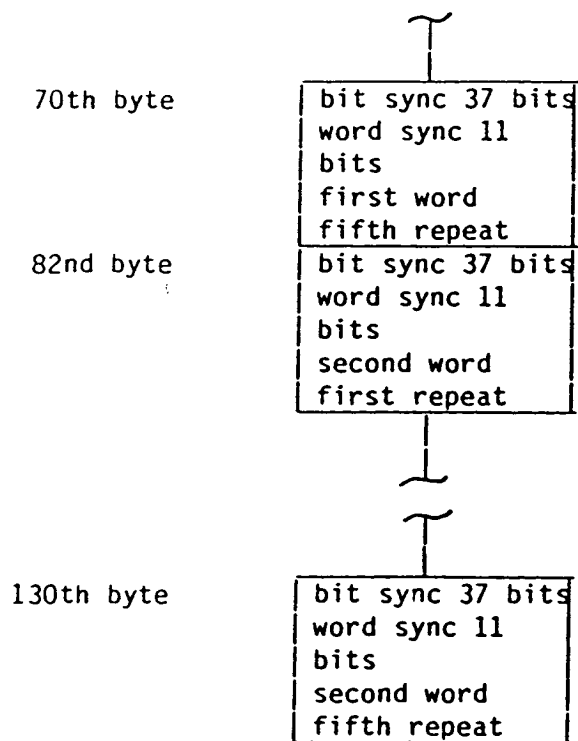 70th byte
bit sync 37 bits
word sync 11
bits
first word
fifth repeat
82nd byte
bit sync 37 bits
word sync 11
bits
second word
first repeat
130th byte
bit sync 37 bits
word sync 11
bits
second word
fifth repeat